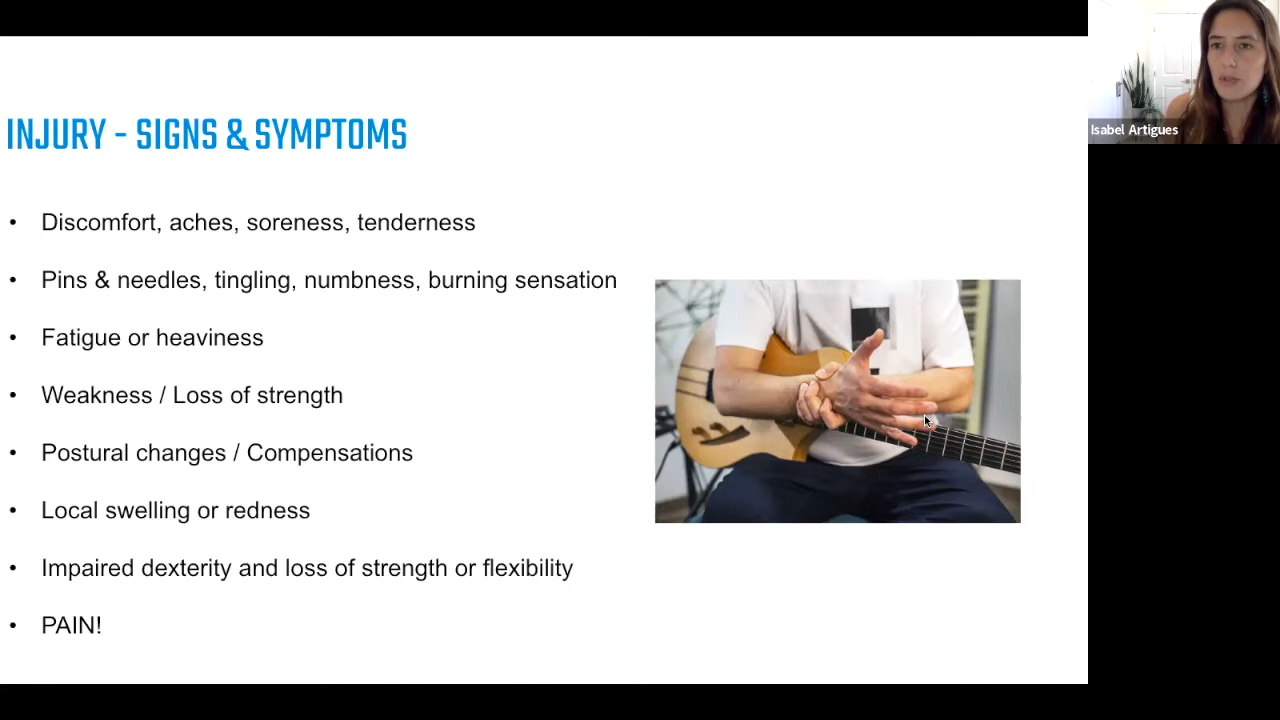 INJURY - SIGNS & SYMPTOMS
• Discomfort, aches, soreness, tenderness
• Pins & needles, tingling, numbness, burning sensation
• Fatigue or heaviness
• Weakness / Loss of strength
• Postural changes / Compensations
• Local swelling or redness
• Impaired dexterity and loss of strength or flexibility
• PAIN!
Isabel Artigues